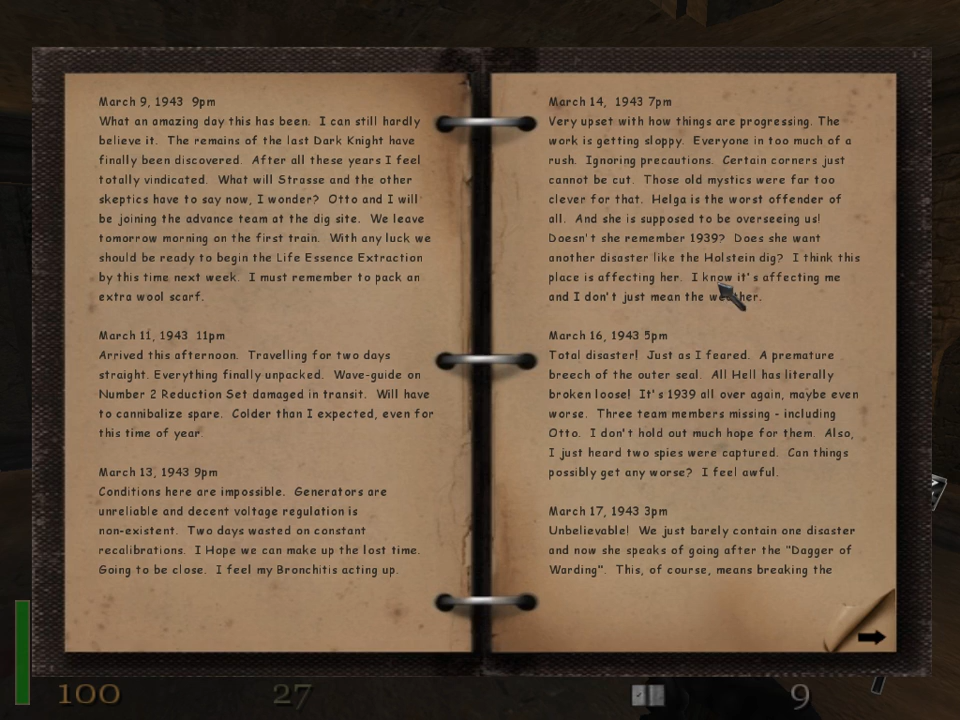 March 9, 1943 9pm
What an amazing day this has been. I can still hardly
believe it. The remains of the last Dark Knight have
finally been discovered. After all these years I feel
totally vindicated. What will Strasse and the other
skeptics have to say now, I wonder? Otto and I will
be joining the advance team at the dig site. We leave
tomorrow morning on the first train. With any luck we
should be ready to begin the Life Essence Extraction
by this time next week. I must remember to pack an
extra wool scarf.
March 11, 1943 11pm
Arrived this afternoon. Travelling for two days
straight. Everything finally unpacked. Wave-guide on
Number 2 Reduction Set damaged in transit. Will have
to cannibalize spare. Colder than I expected, even for
this time of year.
March 13, 1943 9pm
Conditions here are impossible. Generators are
unreliable and decent voltage regulation is
non-existent. Two days wasted on constant
recalibrations. I Hope we can make up the lost time.
Going to be close. I feel my Bronchitis acting up.
March 14, 1943 7pm
Very upset with how things are progressing. The
work is getting sloppy. Everyone in too much of a
rush. Ignoring precautions. Certain corners just
cannot be cut. Those old mystics were far too
clever for that. Helga is the worst offender of
all. And she is supposed to be overseeing us!
Doesn't she remember 1939? Does she want
another disaster like the Holstein dig? I think this
place is affecting her. I know it's affecting me
and I don't just mean the weather.
March 16, 1943 5pm
Total disaster! Just as I feared. A premature
breech of the outer seal. All Hell has literally
broken loose! It's 1939 all over again, maybe even
worse. Three team members missing - including
Otto. I don't hold out much hope for them. Also,
I just heard two spies were captured. Can things
possibly get any worse? I feel awful.
March 17, 1943 3pm
Unbelievable! We just barely contain one disaster
and now she speaks of going after the "Dagger of
Warding". This, of course, means breaking the
100 27 9